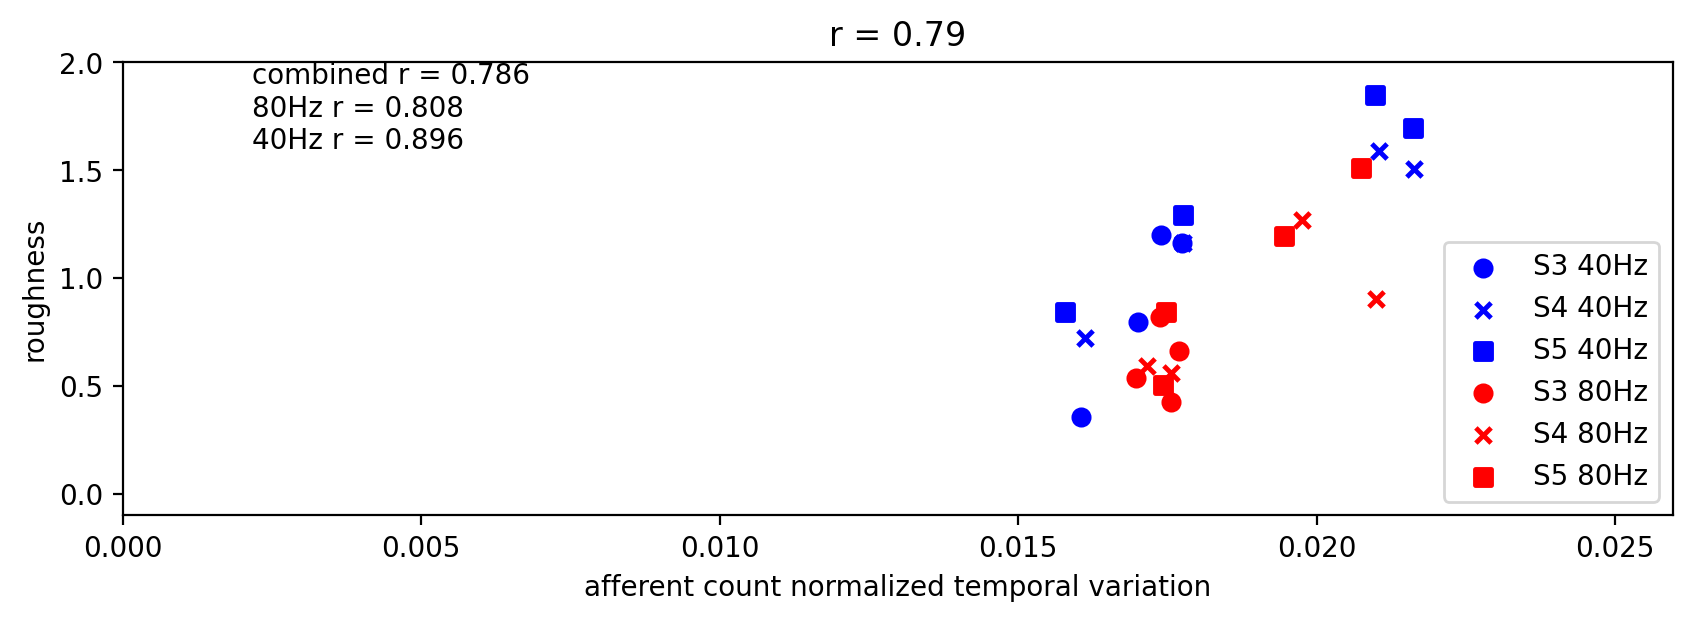 r = 0.79
combined r = 0.786
80Hz r = 0.808
40Hz r = 0.896
2.0
1.5
1.0
0.5
0.0
roughness
S3 40Hz
S4 40Hz
S5 40Hz
S3 80Hz
S4 80Hz
S5 80Hz
0.000 0.005 0.010 0.015 0.020 0.025
afferent count normalized temporal variation